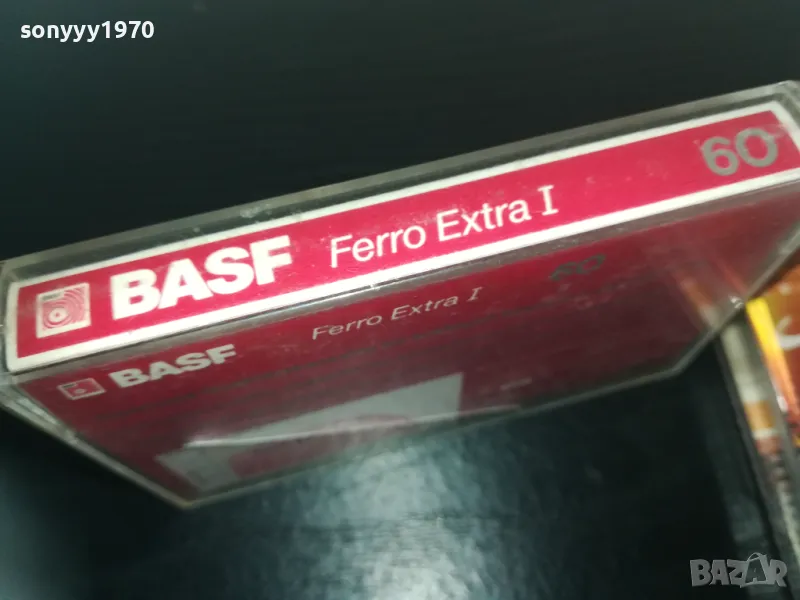 sonyyy1970
BASF Ferro Extra I 60
BASF Ferro Extra I 60
BAZAR